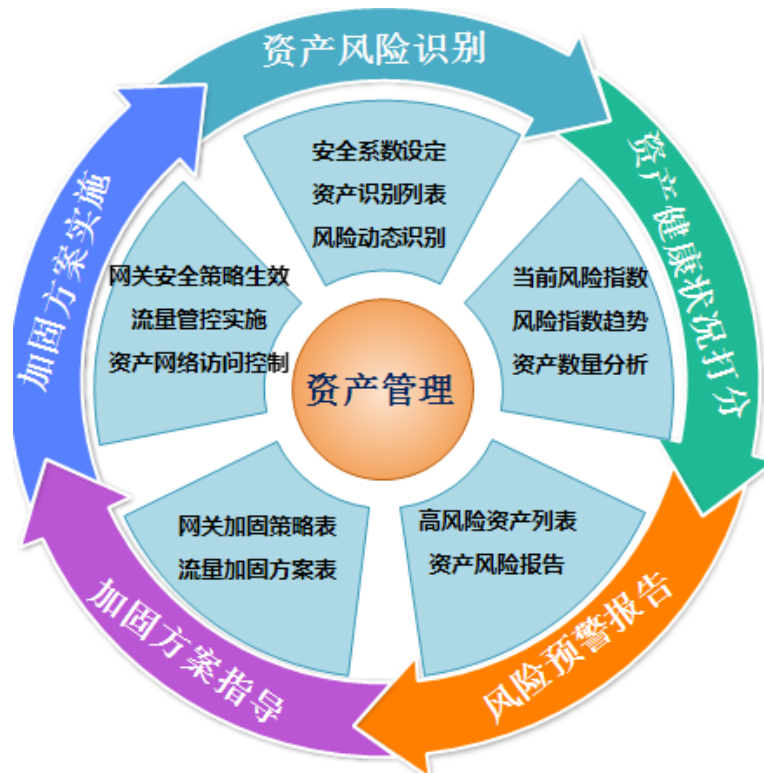 资产风险识别
安全系数设定
资产识别列表
风险动态识别
资产健康状况打分
当前风险指数
风险指数趋势
资产数量分析
风险预警报告
高风险资产列表
资产风险报告
加固方案指导
网关加固策略表
流量加固方案表
加固方案实施
网关安全策略生效
流量管控实施
资产网络访问控制
资产管理